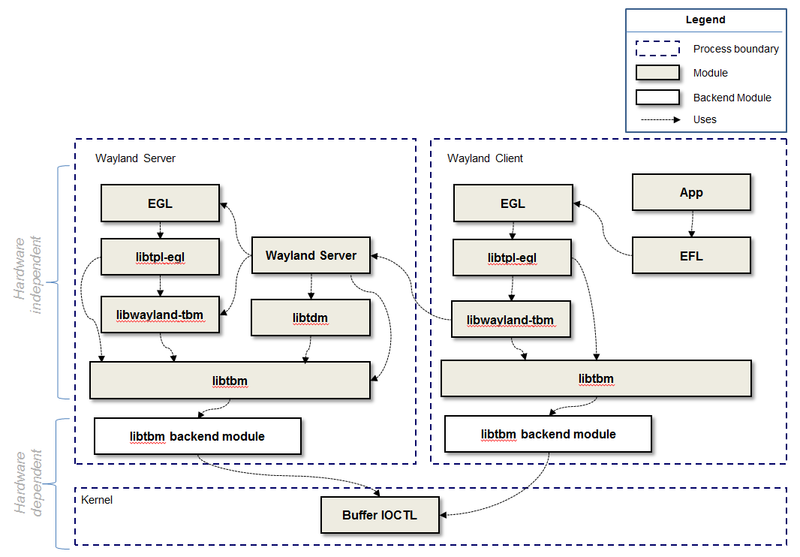 Legend
Process boundary
Module
Backend Module
Uses
Wayland Server
Wayland Client
EGL
EGL
App
libtpl-egl
Wayland Server
libtpl-egl
EFL
libwayland-tbm
libtdm
libwayland-tbm
libtbm
libtbm
Hardware
independent
libtbm backend module
libtbm backend module
Hardware
dependent
Kernel
Buffer IOCTL